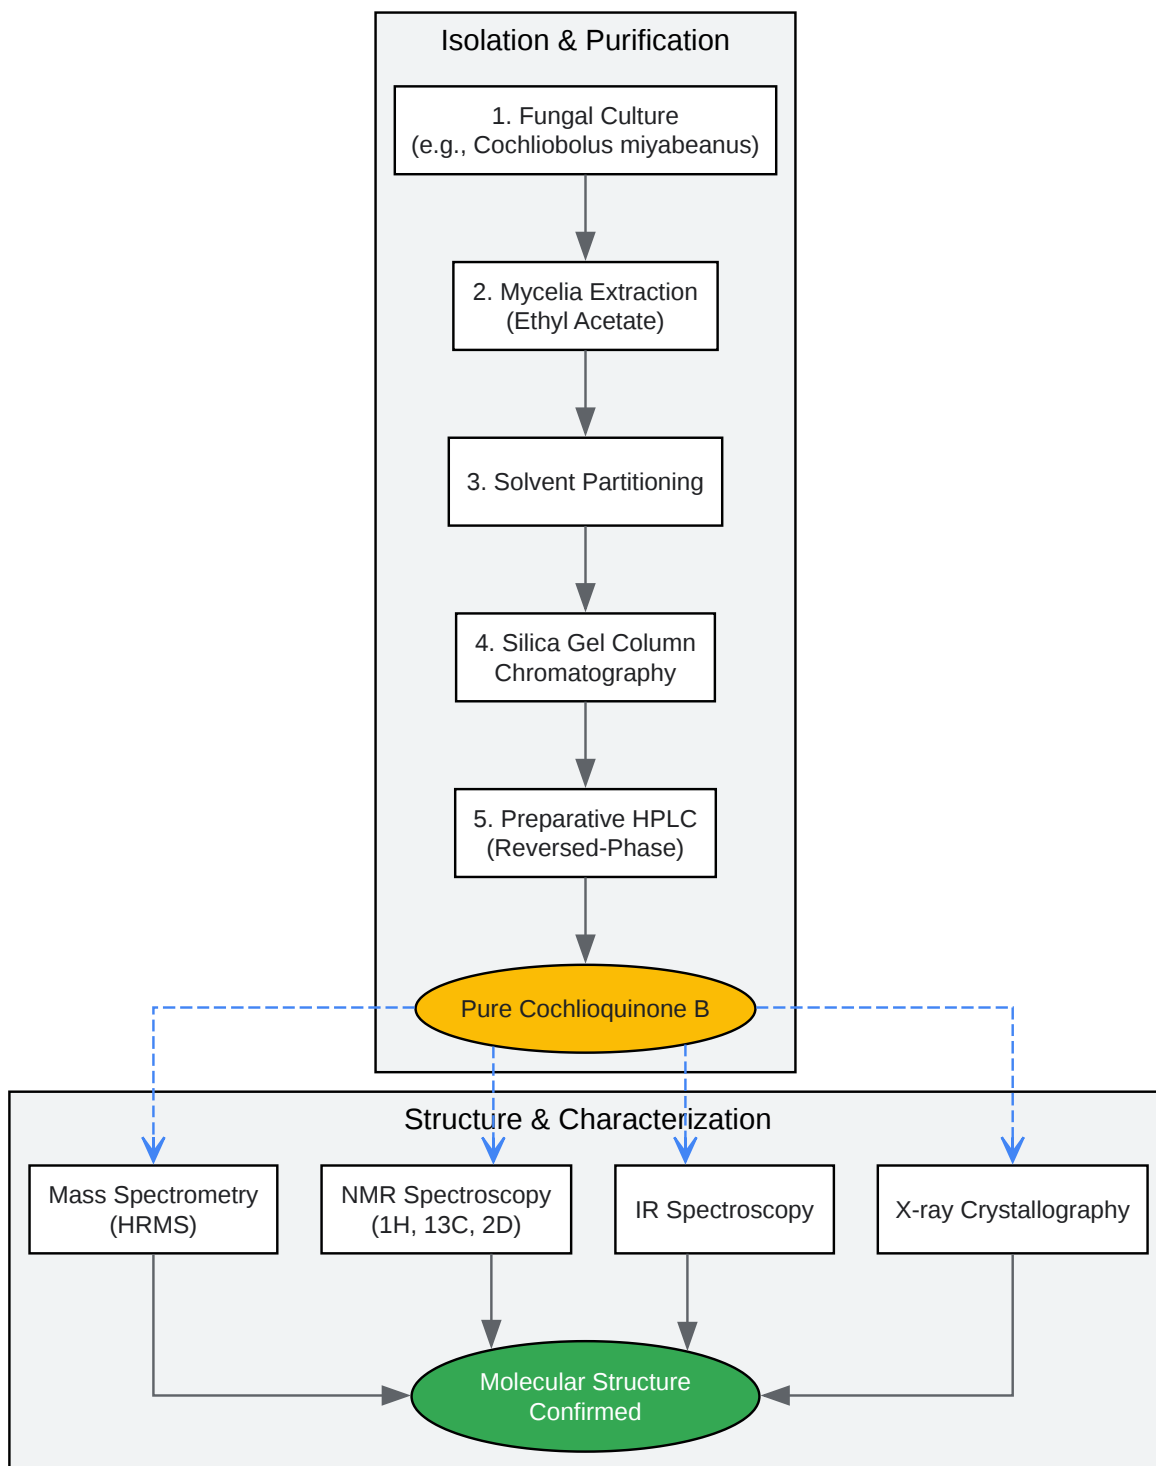 Isolation & Purification
1. Fungal Culture
(e.g., Cochliobolus miyabeanus)
2. Mycelia Extraction
(Ethyl Acetate)
3. Solvent Partitioning
4. Silica Gel Column
Chromatography
5. Preparative HPLC
(Reversed-Phase)
Pure Cochlioquinone B
Structure & Characterization
Mass Spectrometry
(HRMS)
NMR Spectroscopy
(1H, 13C, 2D)
IR Spectroscopy
X-ray Crystallography
Molecular Structure
Confirmed